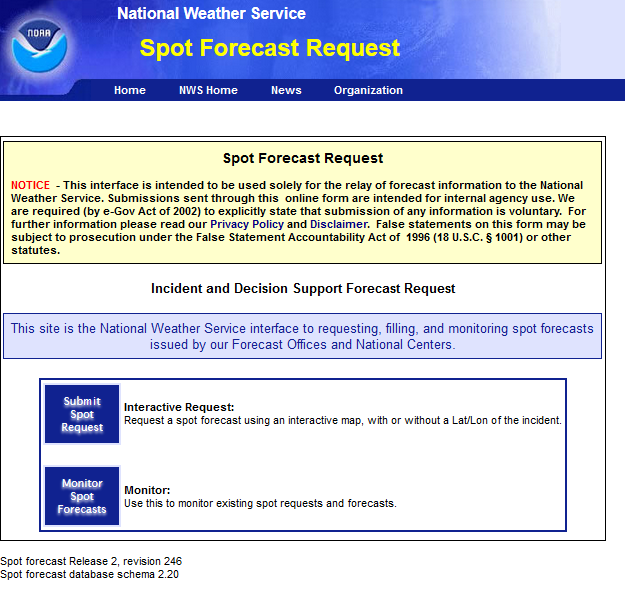 NOAA
National Weather Service
Spot Forecast Request
Home NWS Home News Organization
Spot Forecast Request
NOTICE - This interface is intended to be used solely for the relay of forecast information to the National
Weather Service. Submissions sent through this online form are intended for internal agency use. We
are required (by e-Gov Act of 2002) to explicitly state that submission of any information is voluntary. For
further information please read our Privacy Policy and Disclaimer. False statements on this form may be
subject to prosecution under the False Statement Accountability Act of 1996 (18 U.S.C. § 1001) or other
statutes.
Incident and Decision Support Forecast Request
This site is the National Weather Service interface to requesting, filling, and monitoring spot forecasts
issued by our Forecast Offices and National Centers.
Submit
Spot
Request
Interactive Request:
Request a spot forecast using an interactive map, with or without a Lat/Lon of the incident.
Monitor
Spot
Forecasts
Monitor:
Use this to monitor existing spot requests and forecasts.
Spot forecast Release 2, revision 246
Spot forecast database schema 2.20